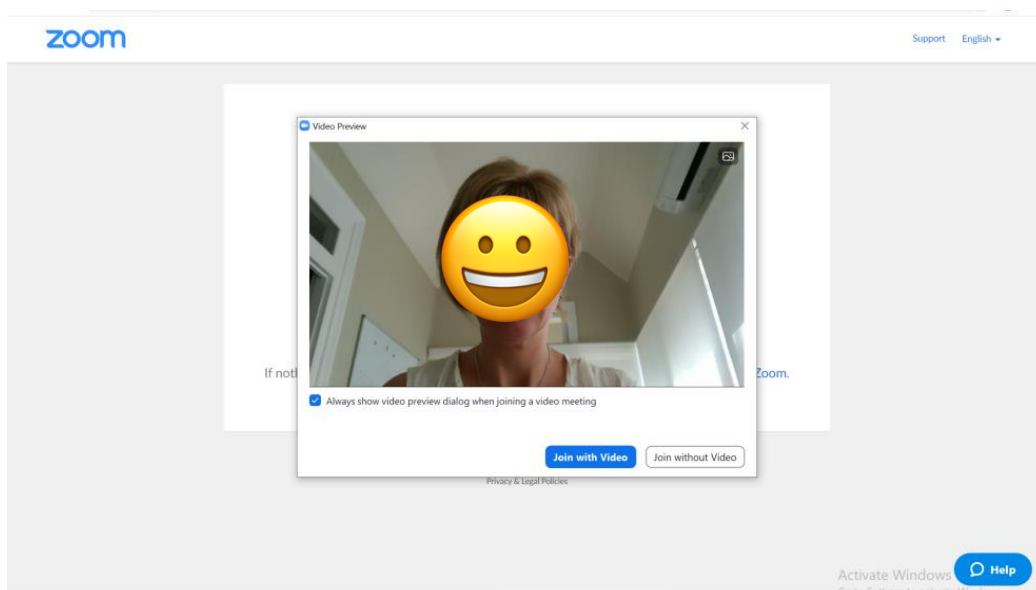 zoom
Support English
Video Preview
If not
Zoom.
Always show video preview dialog when joining a video meeting
Join with Video Join without Video
Privacy & Legal Policies
Activate Windows
Help